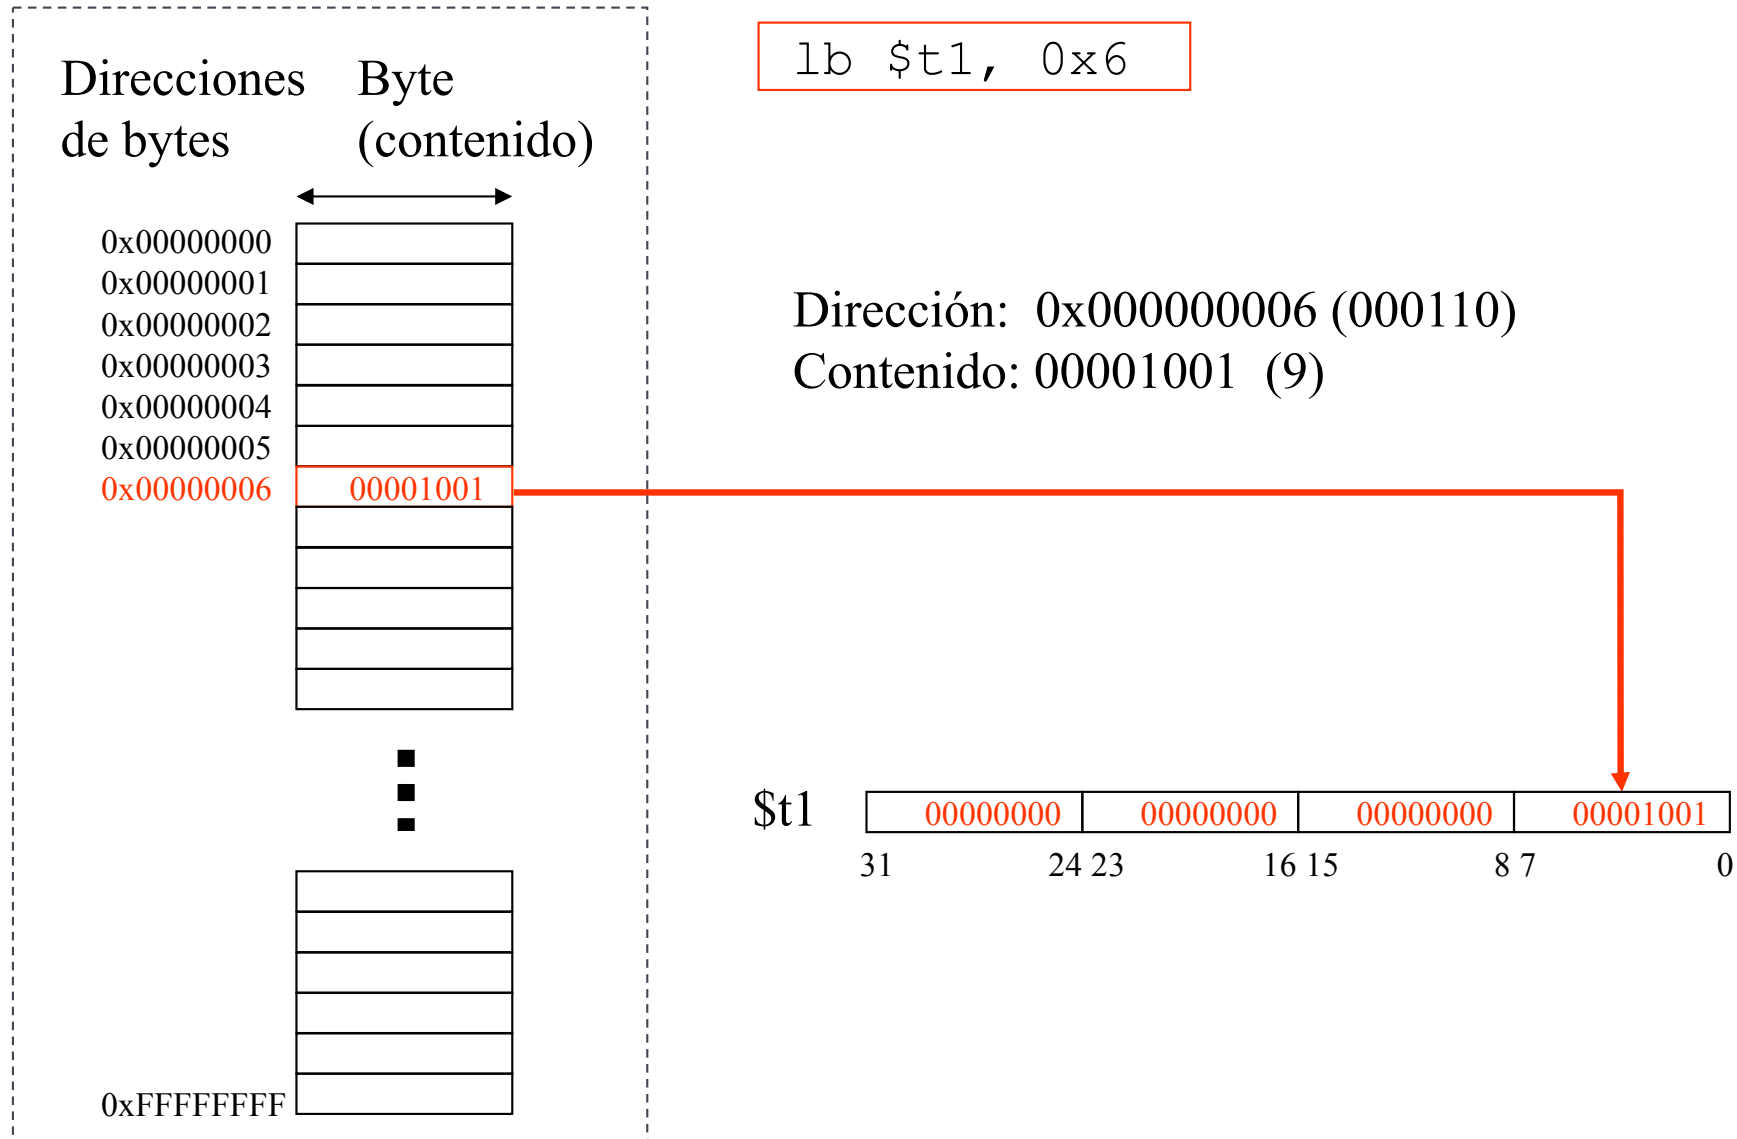 lb $t1, 0x6
Direcciones Byte
de bytes (contenido)
0x00000000
0x00000001
0x00000002
0x00000003
0x00000004
0x00000005
0x00000006 00001001
Dirección: 0x000000006 (000110)
Contenido: 00001001 (9)
$t1 00000000 00000000 00000000 00001001
31 24 23 16 15 8 7 0
0xFFFFFFFF